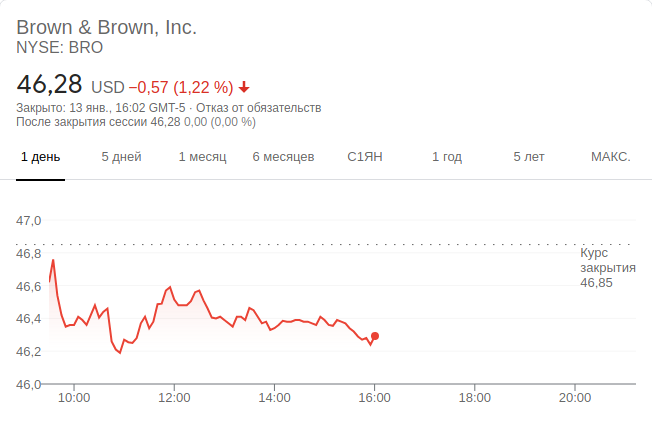 Brown & Brown, Inc.
NYSE: BRO
46,28 USD −0,57 (1,22 %)
Закрыто: 13 янв., 16:02 GMT-5 · Отказ от обязательств
После закрытия сессии 46,28 0,00 (0,00 %)
1 день 5 дней 1 месяц 6 месяцев С1ЯН 1 год 5 лет МАКС.
47,0
46,8
Курс
закрытия
46,85
46,6
46,4
46,2
46,0
10:00 12:00 14:00 16:00 18:00 20:00